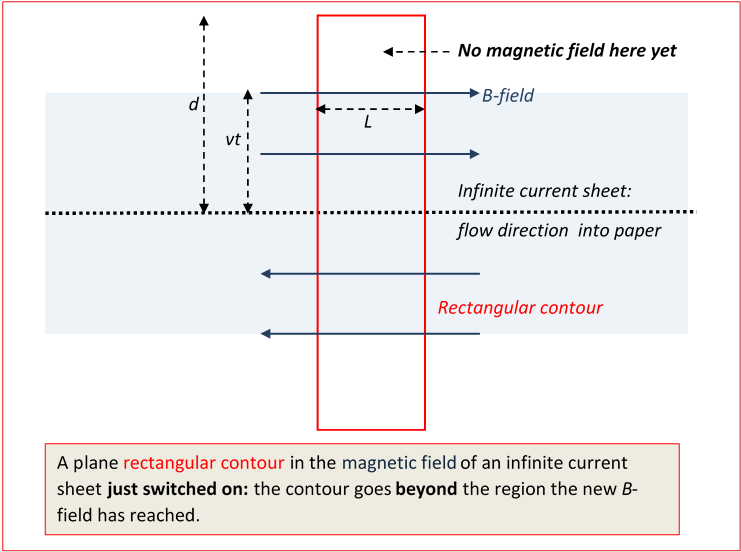 No magnetic field here yet
d
B-field
L
vt
Infinite current sheet:
flow direction into paper
Rectangular contour
A plane rectangular contour in the magnetic field of an infinite current
sheet just switched on: the contour goes beyond the region the new B-
field has reached.